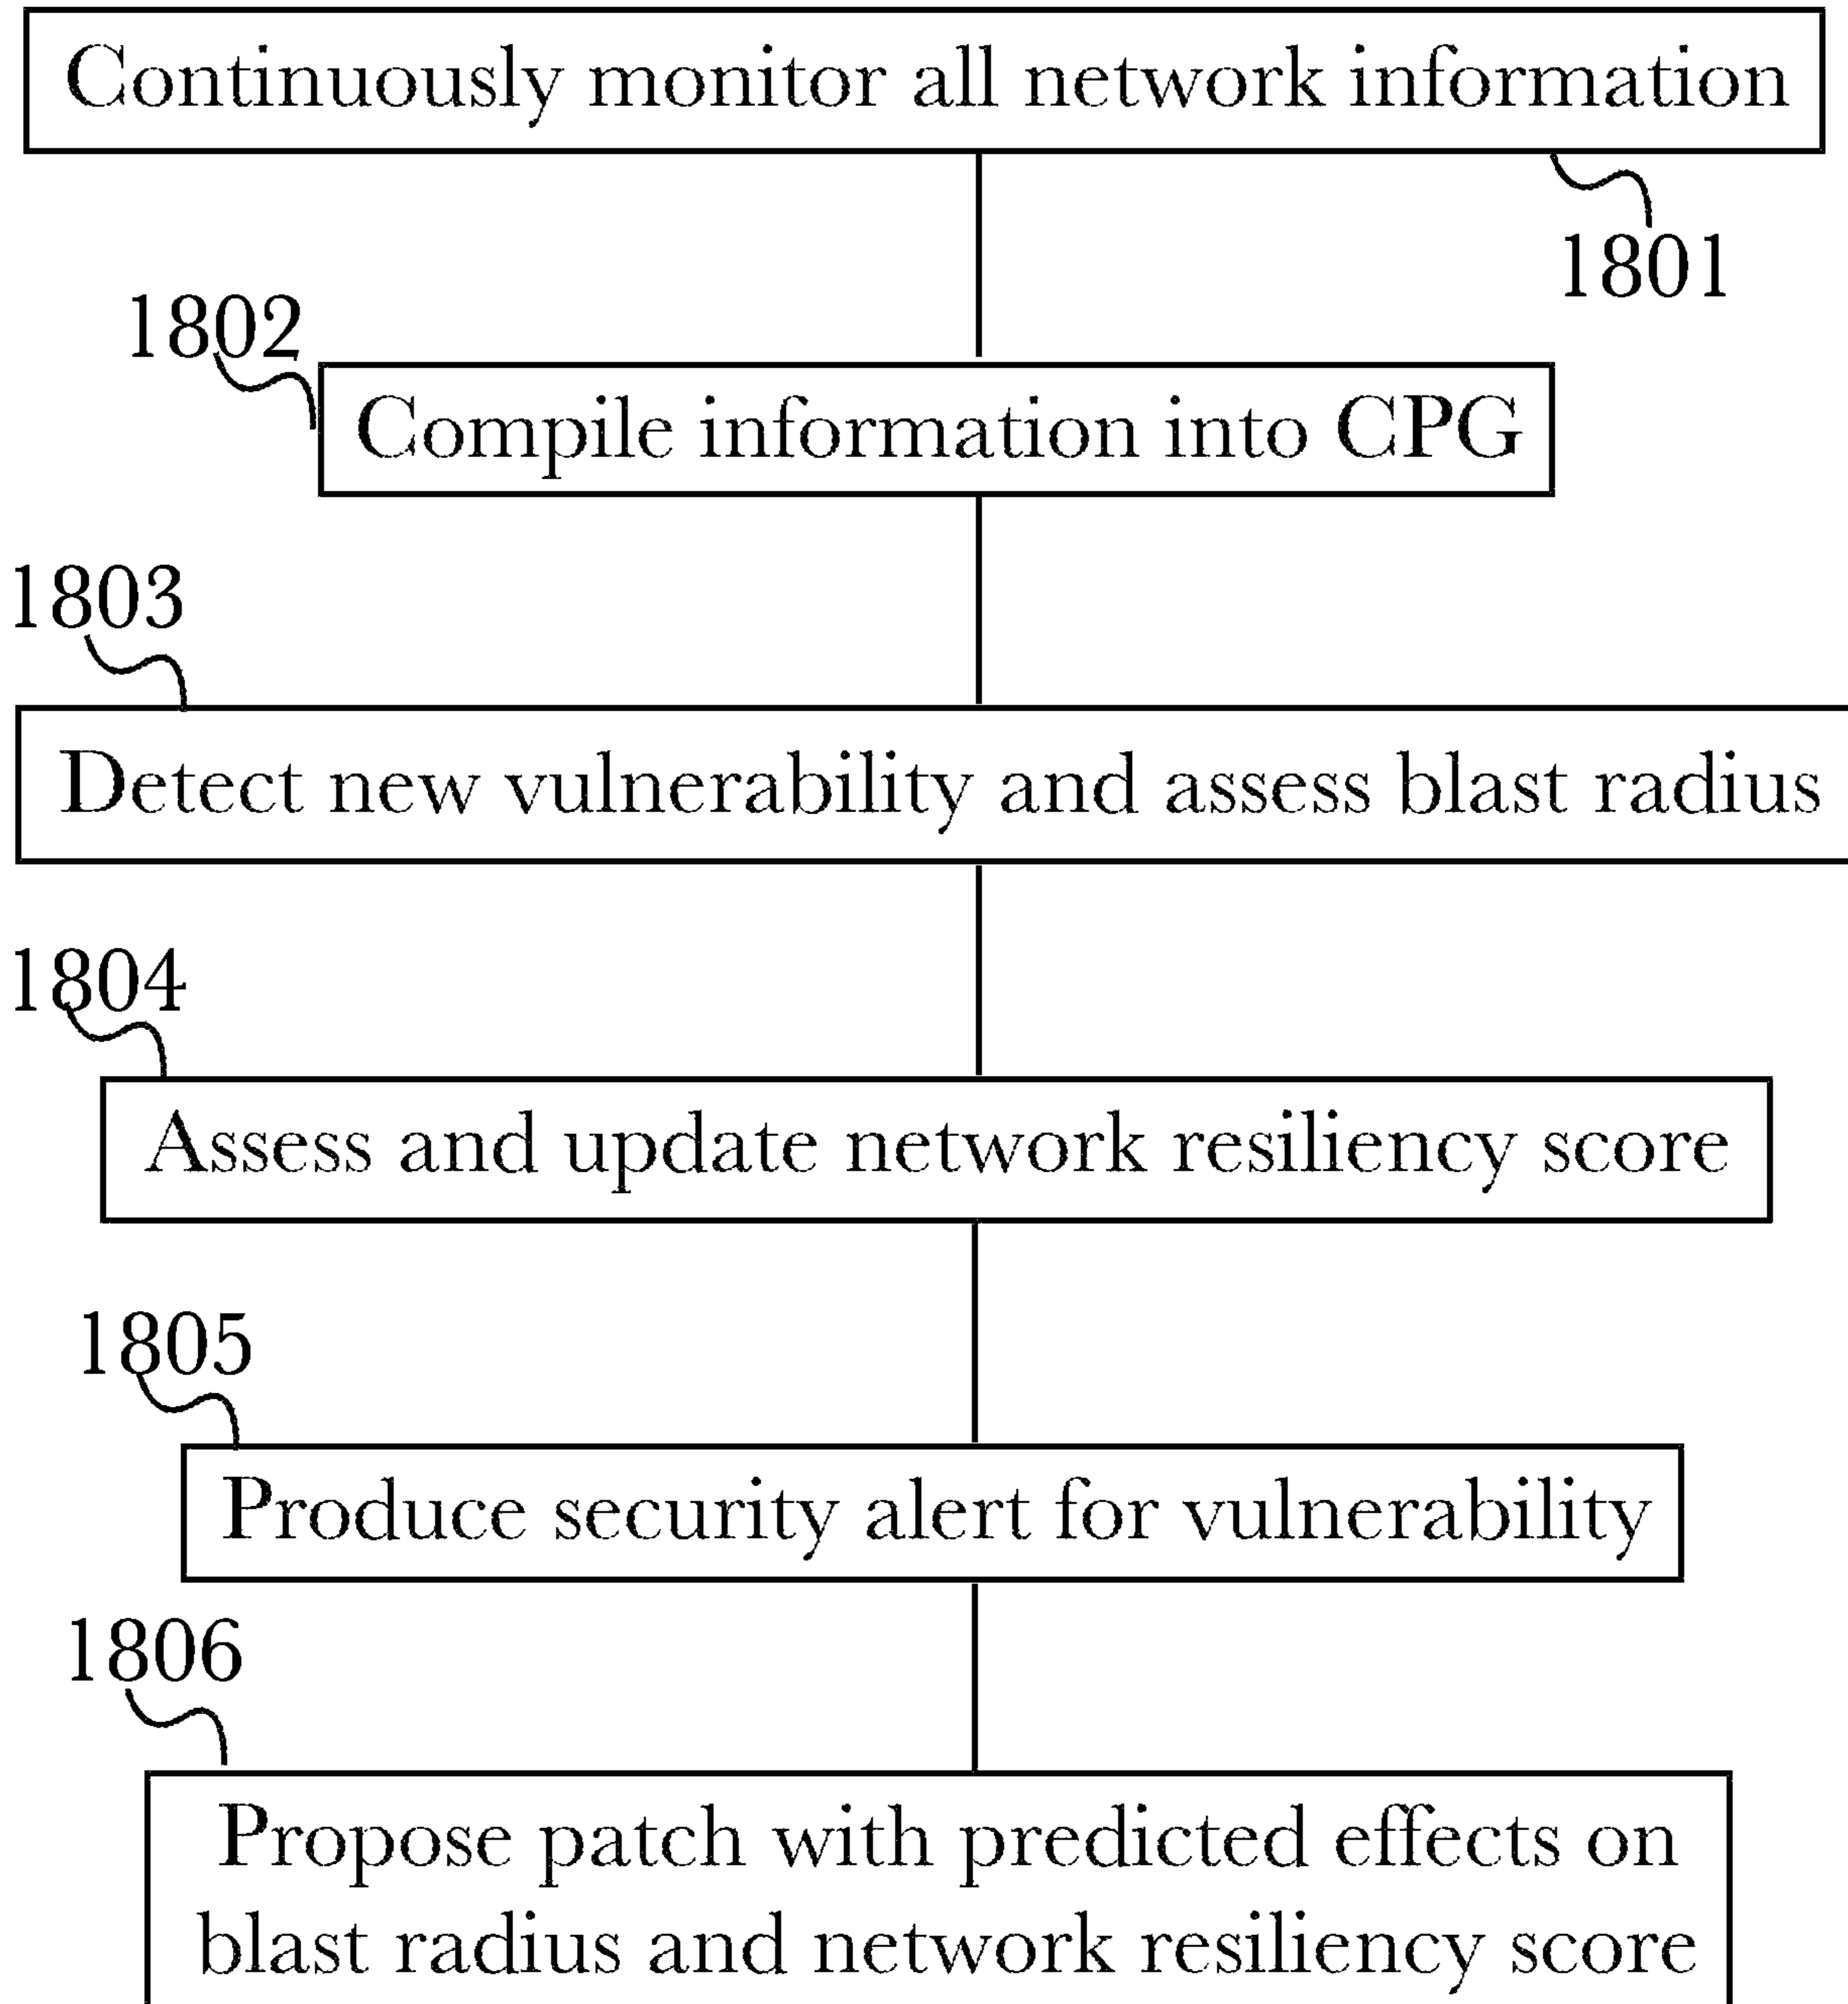 Continuously monitor all network information
1801
1802
Compile information into CPG
1803
Detect new vulnerability and assess blast radius
1804
Assess and update network resiliency score
1805
Produce security alert for vulnerability
1806
Propose patch with predicted effects on
blast radius and network resiliency score